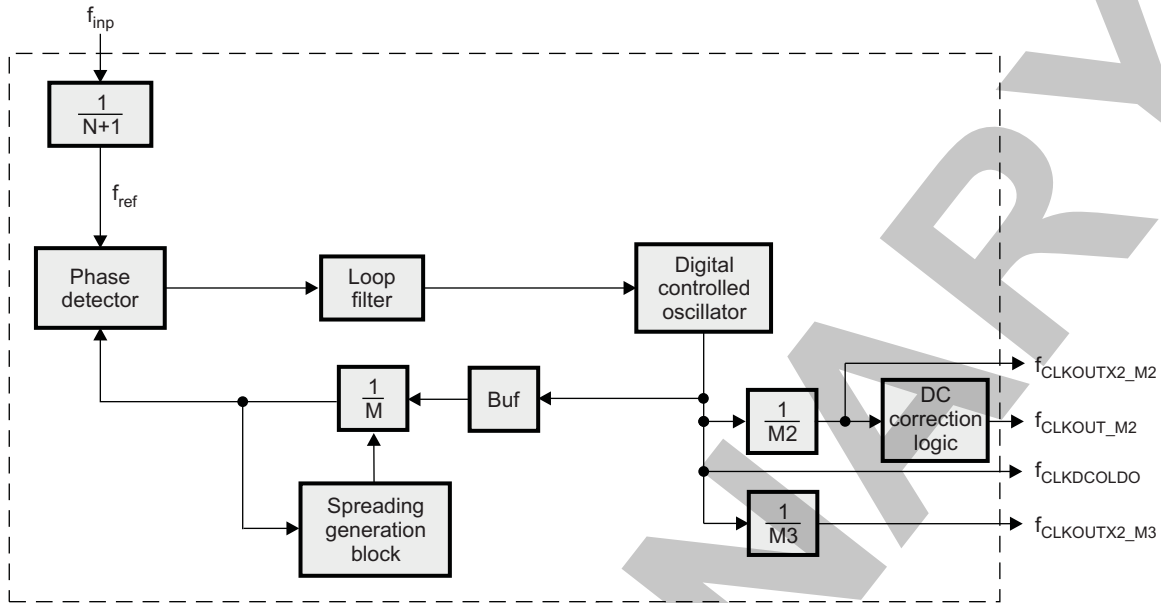 f_inp
1
N+1
f_ref
Phase
detector
Loop
filter
Digital
controlled
oscillator
1
M
Buf
1
M2
DC
correction
logic
f_CLKOUTX2_M2
f_CLKOUT_M2
f_CLKDCOLDO
Spreading
generation
block
1
M3
f_CLKOUTX2_M3
NARY